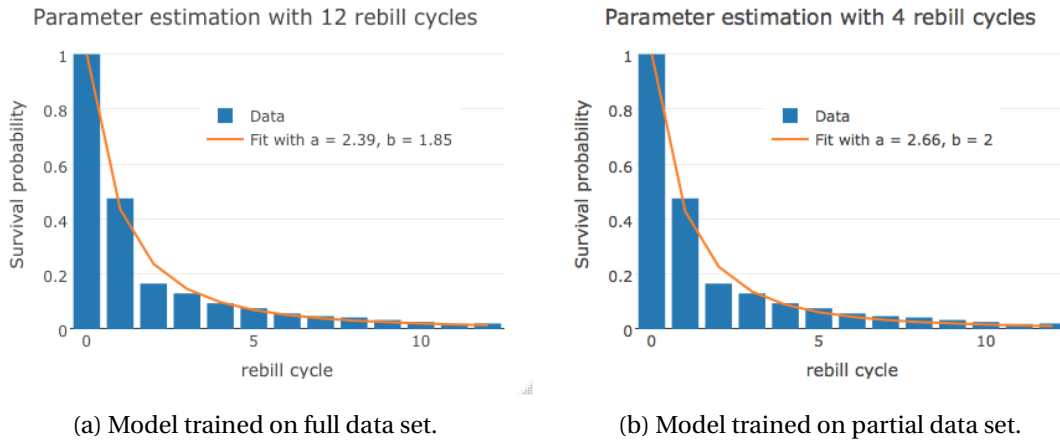 Parameter estimation with 12 rebill cycles
1
0.8
0.6
0.4
0.2
0
Survival probability
Data
Fit with a = 2.39, b = 1.85
0 5 10
rebill cycle
(a) Model trained on full data set.
Parameter estimation with 4 rebill cycles
1
0.8
0.6
0.4
0.2
0
Survival probability
Data
Fit with a = 2.66, b = 2
0 5 10
rebill cycle
(b) Model trained on partial data set.